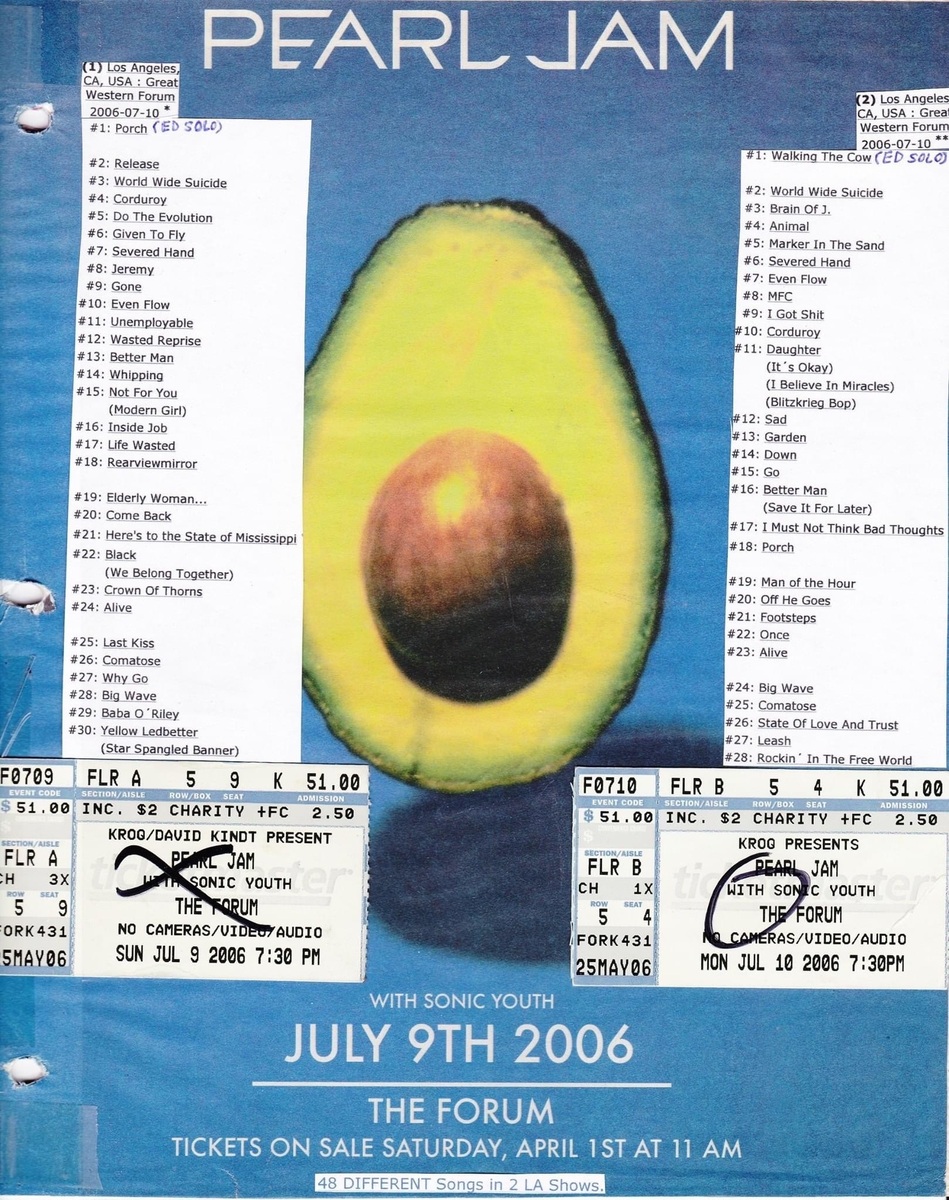 PEARL JAM
(1) Los Angeles,
CA, USA : Great
Western Forum
2006-07-10 *
#1: Porch (ED SOLO)
#2: Release
#3: World Wide Suicide
#4: Corduroy
#5: Do The Evolution
#6: Given To Fly
#7: Severed Hand
#8: Jeremy
#9: Gone
#10: Even Flow
#11: Unemployable
#12: Wasted Reprise
#13: Better Man
#14: Whipping
#15: Not For You
(Modern Girl)
#16: Inside Job
#17: Life Wasted
#18: Rearviewmirror
#19: Elderly Woman...
#20: Come Back
#21: Here's to the State of Mississippi
#22: Black
(We Belong Together)
#23: Crown Of Thorns
#24: Alive
#25: Last Kiss
#26: Comatose
#27: Why Go
#28: Big Wave
#29: Baba O´Riley
#30: Yellow Ledbetter
(Star Spangled Banner)
(2) Los Angeles
CA, USA : Great
Western Forum
2006-07-10 **
#1: Walking The Cow (ED SOLO)
#2: World Wide Suicide
#3: Brain Of J.
#4: Animal
#5: Marker In The Sand
#6: Severed Hand
#7: Even Flow
#8: MFC
#9: I Got Shit
#10: Corduroy
#11: Daughter
(It´s Okay)
(I Believe In Miracles)
(Blitzkrieg Bop)
#12: Sad
#13: Garden
#14: Down
#15: Go
#16: Better Man
(Save It For Later)
#17: I Must Not Think Bad Thoughts
#18: Porch
#19: Man of the Hour
#20: Off He Goes
#21: Footsteps
#22: Once
#23: Alive
#24: Big Wave
#25: Comatose
#26: State Of Love And Trust
#27: Leash
#28: Rockin´ In The Free World
F0709 FLR A 5 9 K 51.00
EVENT CODE SECTION/AISLE ROW/BOX SEAT ADMISSION
$ 51.00 INC. $2 CHARITY +FC 2.50
KROG/DAVID KINDT PRESENT
SECTION/AISLE
FLR A PEARL JAM
CH 3X WITH SONIC YOUTH
ROW SEAT
5 9 THE FORUM
FORK431 NO CAMERAS/VIDEO/AUDIO
25MAY06 SUN JUL 9 2006 7:30 PM
F0710 FLR B 5 4 K 51.00
EVENT CODE SECTION/AISLE ROW/BOX SEAT ADMISSION
$ 51.00 INC. $2 CHARITY +FC 2.50
KROQ PRESENTS
SECTION/AISLE
FLR B PEARL JAM
CH 1X WITH SONIC YOUTH
ROW SEAT
5 4 THE FORUM
FORK431 NO CAMERAS/VIDEO/AUDIO
25MAY06 MON JUL 10 2006 7:30PM
WITH SONIC YOUTH
JULY 9TH 2006
THE FORUM
TICKETS ON SALE SATURDAY, APRIL 1ST AT 11 AM
48 DIFFERENT Songs in 2 LA Shows.